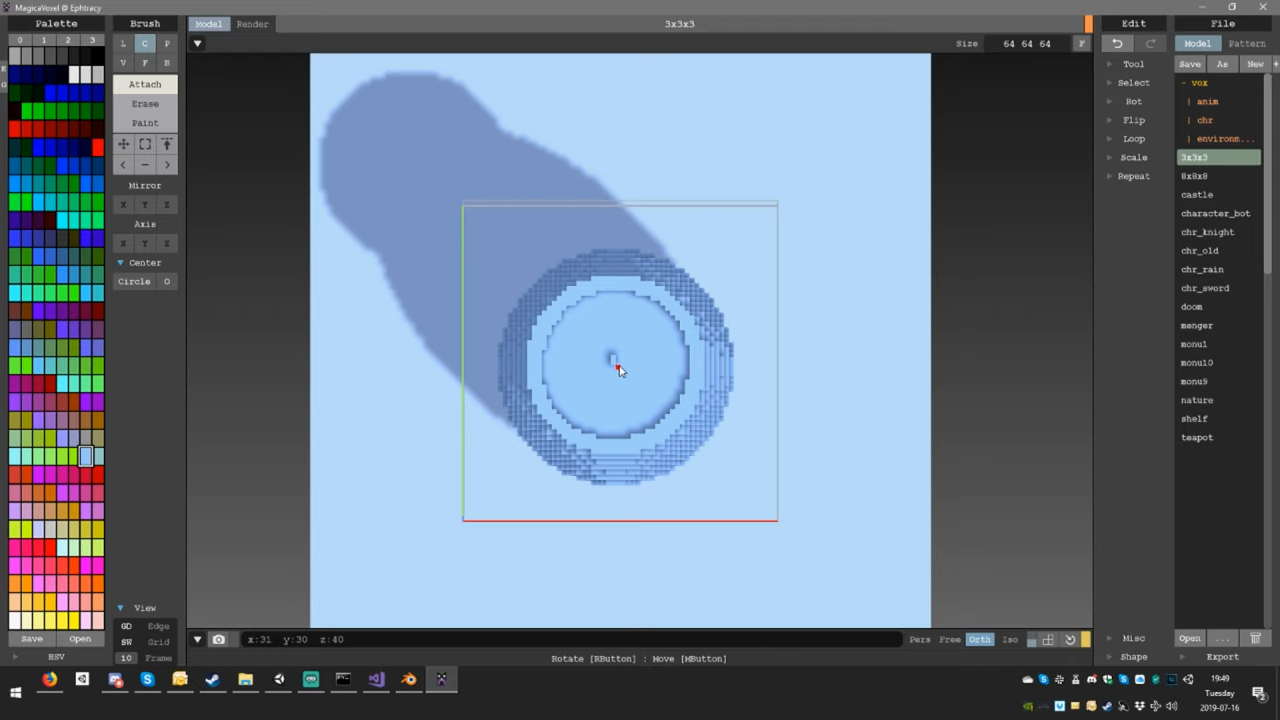 MagicaVoxel @ Ephtracy
Palette
Brush
Model
Render
3x3x3
Edit
File
0 1 2 3
L C P
Size 64 64 64 F
Model
Pattern
V F B
Tool
Save As New +
Attach
Select
- vox
Erase
Rot
| anim
Paint
Flip
| chr
Loop
| environm...
Scale
3x3x3
Repeat
8x8x8
Mirror
castle
X Y Z
character_bot
Axis
chr_knight
X Y Z
chr_old
Center
chr_rain
Circle O
chr_sword
doom
menger
monu1
monu10
monu9
nature
shelf
teapot
View
GD Edge
SW Grid
10 Frame
Save
Open
x:31 y:30 z:40
Pers Free Orth Iso
Misc
Open ...
HSV
Rotate [RButton] : Move [MButton]
Shape
Export
19:49
Tuesday
2019-07-16
2